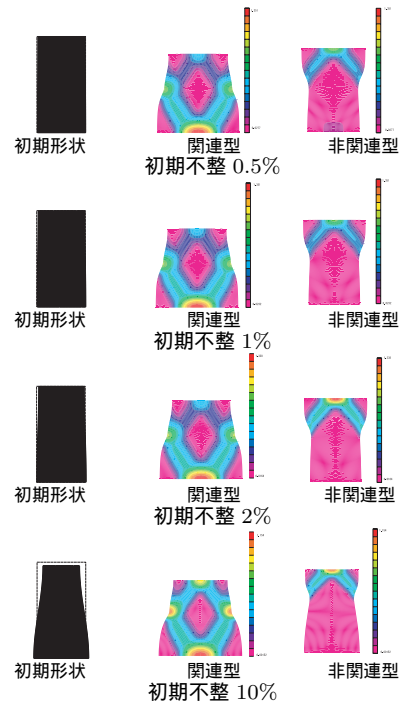 初期形状 関連型 非関連型
初期不整 0.5%
初期形状 関連型 非関連型
初期不整 1%
初期形状 関連型 非関連型
初期不整 2%
初期形状 関連型 非関連型
初期不整 10%